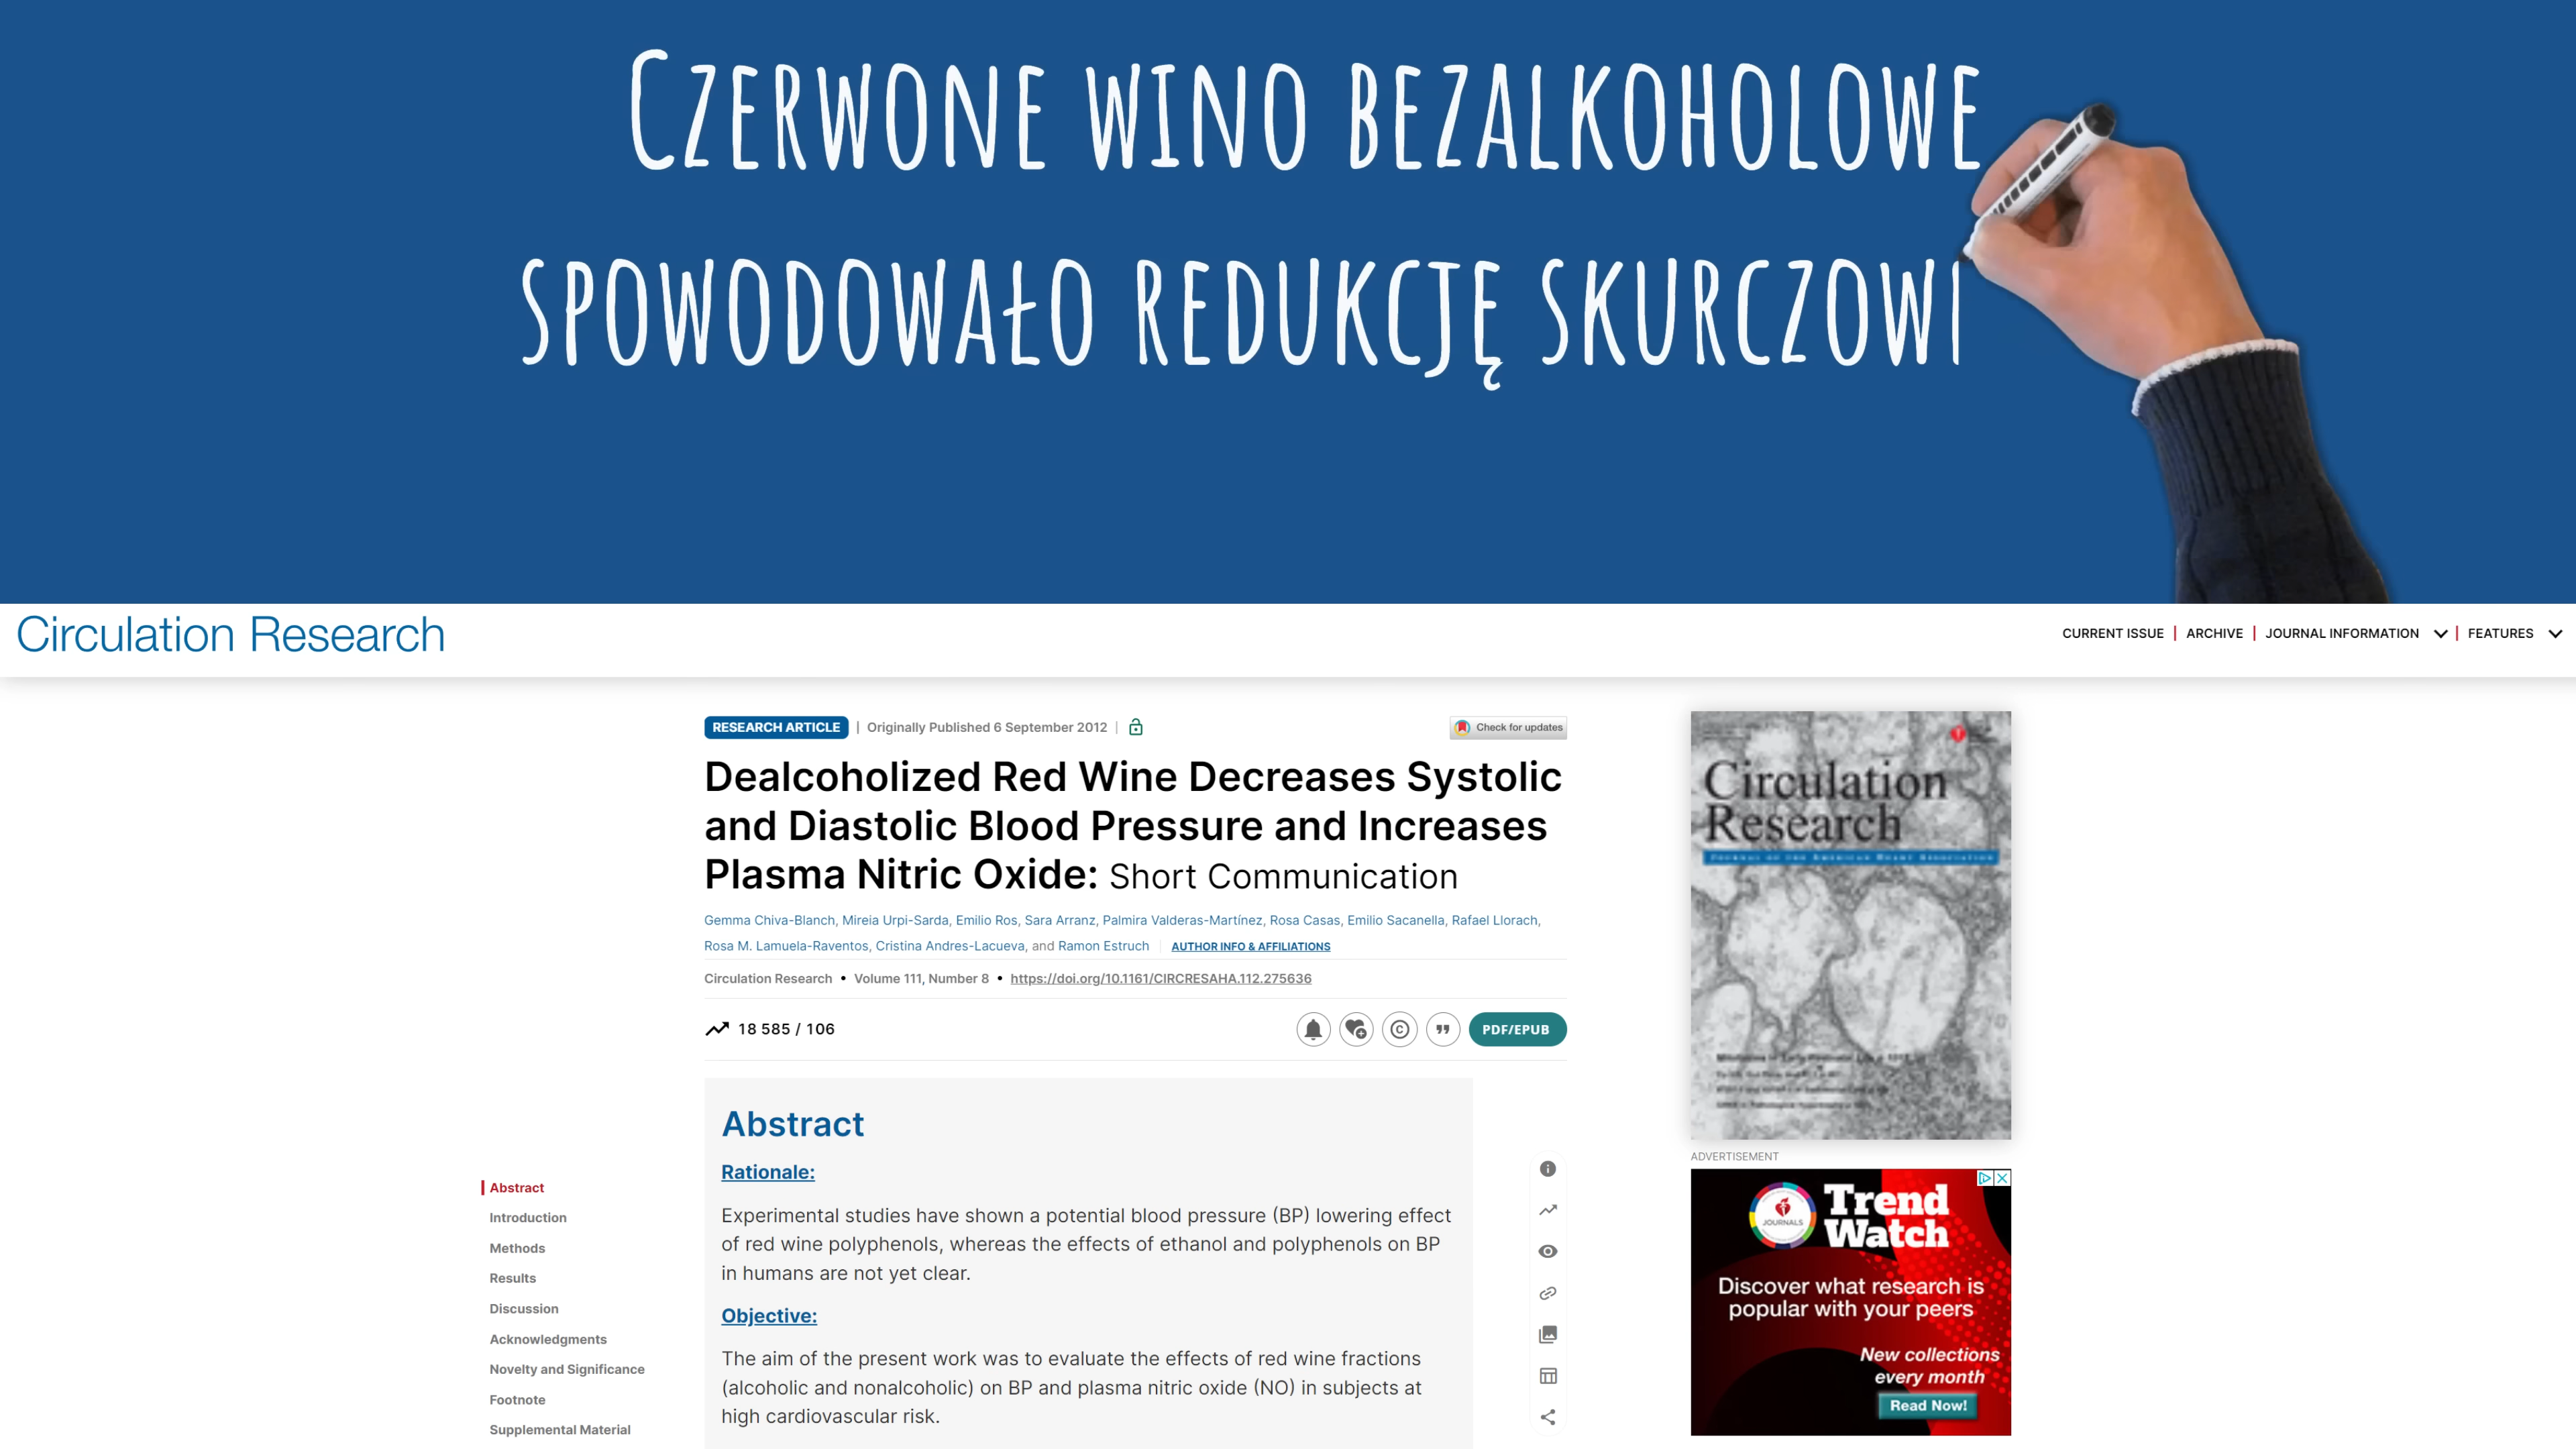 CZERWONE WINO BEZALKOHOLOWE
SPOWODOWAŁO REDUKCJĘ SKURCZOWI
Circulation Research
CURRENT ISSUE | ARCHIVE | JOURNAL INFORMATION | FEATURES
RESEARCH ARTICLE | Originally Published 6 September 2012 |
Check for updates
Dealcoholized Red Wine Decreases Systolic
and Diastolic Blood Pressure and Increases
Plasma Nitric Oxide: Short Communication
Gemma Chiva-Blanch, Mireia Urpi-Sarda, Emilio Ros, Sara Arranz, Palmira Valderas-Martínez, Rosa Casas, Emilio Sacanella, Rafael Llorach,
Rosa M. Lamuela-Raventos, Cristina Andres-Lacueva, and Ramon Estruch | AUTHOR INFO & AFFILIATIONS
Circulation Research • Volume 111, Number 8 • https://doi.org/10.1161/CIRCRESAHA.112.275636
18 585 / 106
PDF/EPUB
Abstract
Rationale:
Experimental studies have shown a potential blood pressure (BP) lowering effect
of red wine polyphenols, whereas the effects of ethanol and polyphenols on BP
in humans are not yet clear.
Objective:
The aim of the present work was to evaluate the effects of red wine fractions
(alcoholic and nonalcoholic) on BP and plasma nitric oxide (NO) in subjects at
high cardiovascular risk.
Abstract
Introduction
Methods
Results
Discussion
Acknowledgments
Novelty and Significance
Footnote
Supplemental Material
Circulation
Research
JOURNAL OF THE AMERICAN HEART ASSOCIATION
ADVERTISEMENT
JOURNALS
Trend
Watch
Discover what research is
popular with your peers
New collections
every month
Read Now!